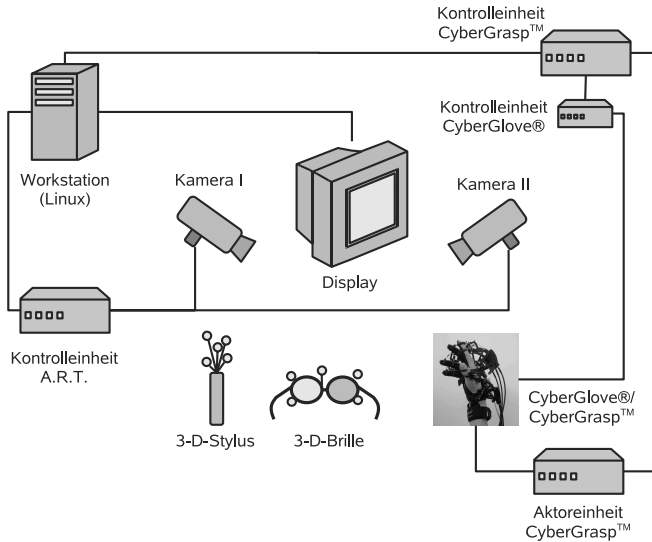 Kontrolleinheit
CyberGrasp™
Kontrolleinheit
CyberGlove®
Workstation
(Linux)
Kamera I
Kamera II
Display
Kontrolleinheit
A.R.T.
3-D-Stylus
3-D-Brille
CyberGlove®/
CyberGrasp™
Aktoreinheit
CyberGrasp™